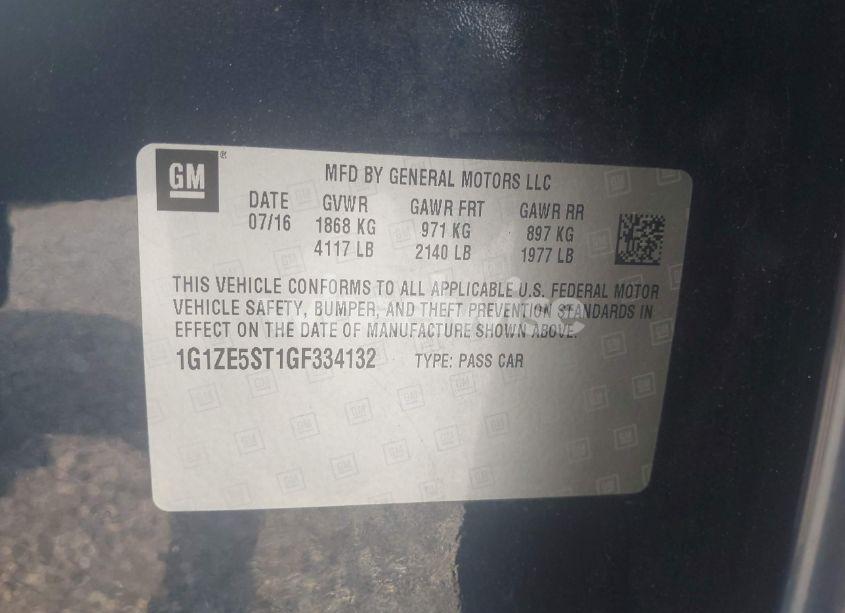 GM®
MFD BY GENERAL MOTORS LLC
DATE GVWR GAWR FRT GAWR RR
07/16 1868 KG 971 KG 897 KG
4117 LB 2140 LB 1977 LB
THIS VEHICLE CONFORMS TO ALL APPLICABLE U.S. FEDERAL MOTOR
VEHICLE SAFETY, BUMPER, AND THEFT PREVENTION STANDARDS IN
EFFECT ON THE DATE OF MANUFACTURE SHOWN ABOVE.
1G1ZE5ST1GF334132 TYPE: PASS CAR